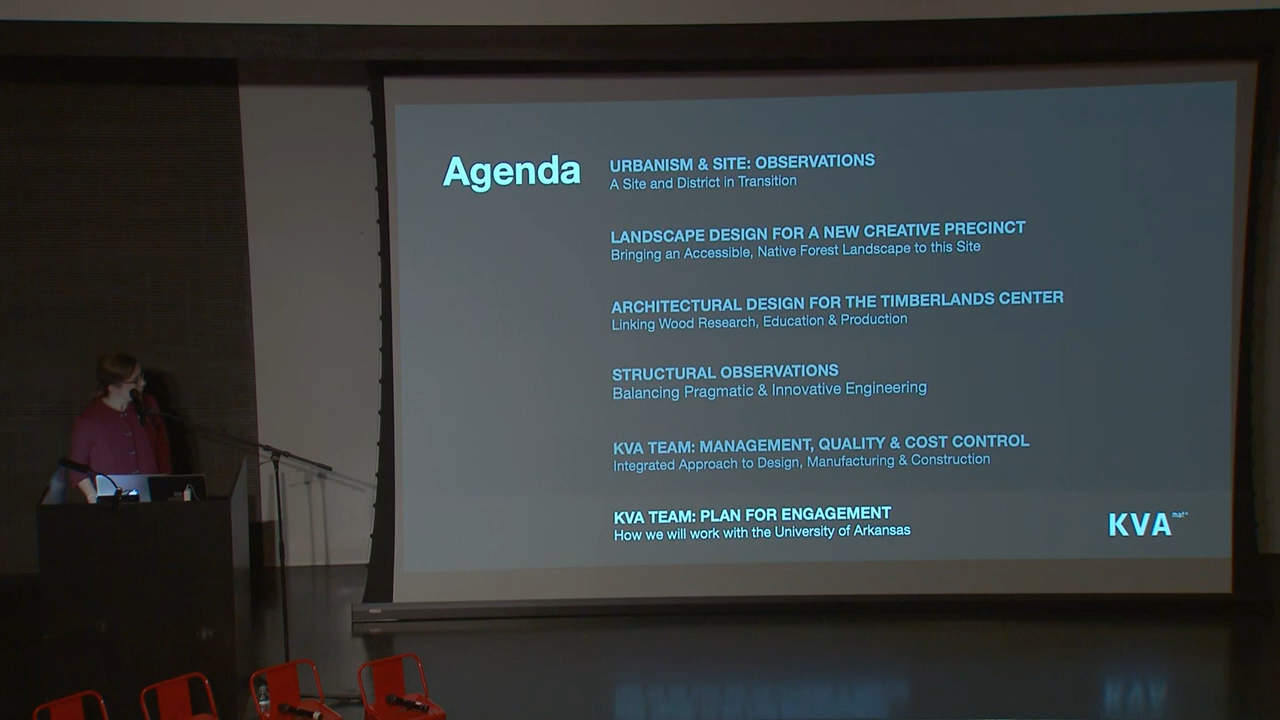 Agenda
URBANISM & SITE: OBSERVATIONS
A Site and District in Transition
LANDSCAPE DESIGN FOR A NEW CREATIVE PRECINCT
Bringing an Accessible, Native Forest Landscape to this Site
ARCHITECTURAL DESIGN FOR THE TIMBERLANDS CENTER
Linking Wood Research, Education & Production
STRUCTURAL OBSERVATIONS
Balancing Pragmatic & Innovative Engineering
KVA TEAM: MANAGEMENT, QUALITY & COST CONTROL
Integrated Approach to Design, Manufacturing & Construction
KVA TEAM: PLAN FOR ENGAGEMENT
How we will work with the University of Arkansas
KVA matx